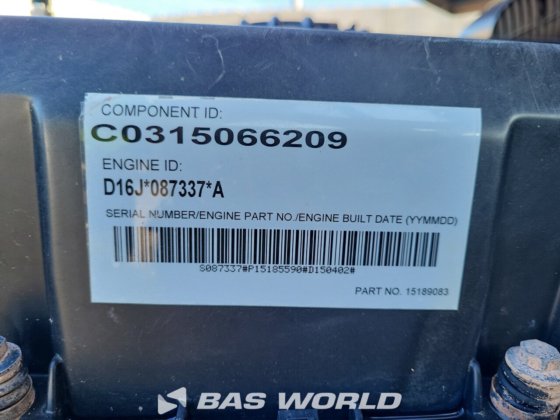 COMPONENT ID:
C0315066209
ENGINE ID:
D16J*087337*A
SERIAL NUMBER/ENGINE PART NO./ENGINE BUILT DATE (YYMMDD)
S087337#P15185590#D150402#
PART NO. 15189083
BAS WORLD